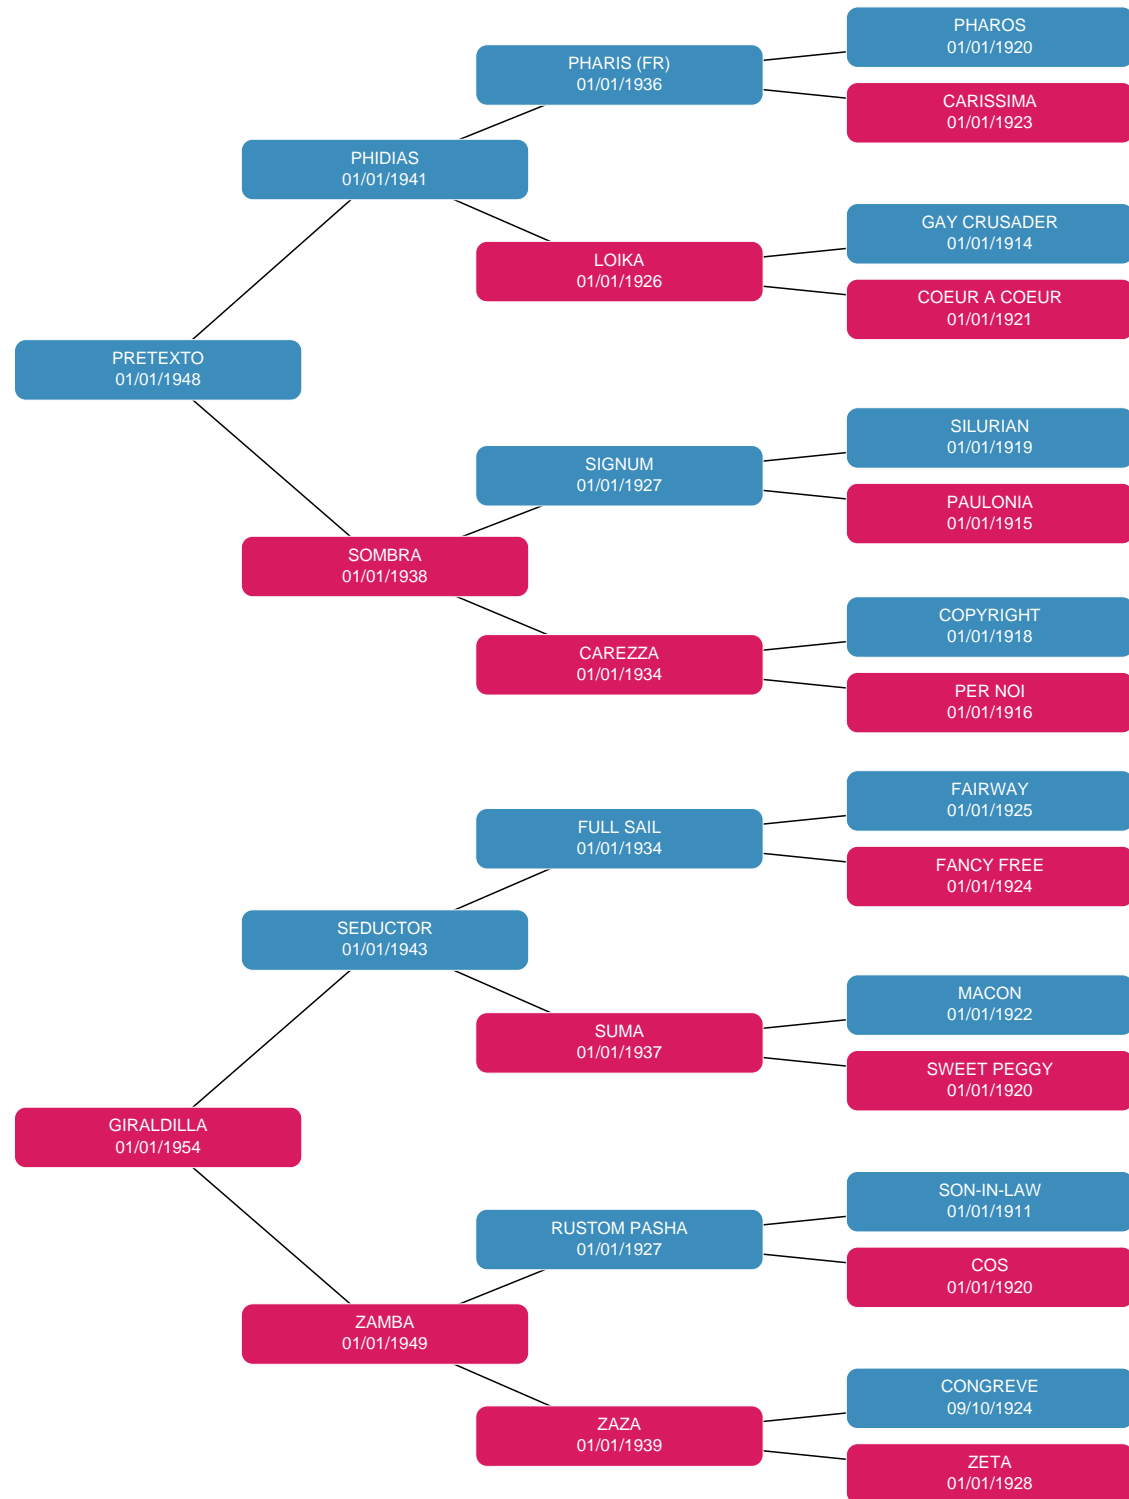 PHAROS
01/01/1920
PHARIS (FR)
01/01/1936
CARISSIMA
01/01/1923
PHIDIAS
01/01/1941
GAY CRUSADER
01/01/1914
LOIKA
01/01/1926
COEUR A COEUR
01/01/1921
PRETEXTO
01/01/1948
SILURIAN
01/01/1919
SIGNUM
01/01/1927
PAULONIA
01/01/1915
SOMBRA
01/01/1938
COPYRIGHT
01/01/1918
CAREZZA
01/01/1934
PER NOI
01/01/1916
FAIRWAY
01/01/1925
FULL SAIL
01/01/1934
FANCY FREE
01/01/1924
SEDUCTOR
01/01/1943
MACON
01/01/1922
SUMA
01/01/1937
SWEET PEGGY
01/01/1920
GIRALDILLA
01/01/1954
SON-IN-LAW
01/01/1911
RUSTOM PASHA
01/01/1927
COS
01/01/1920
ZAMBA
01/01/1949
CONGREVE
09/10/1924
ZAZA
01/01/1939
ZETA
01/01/1928